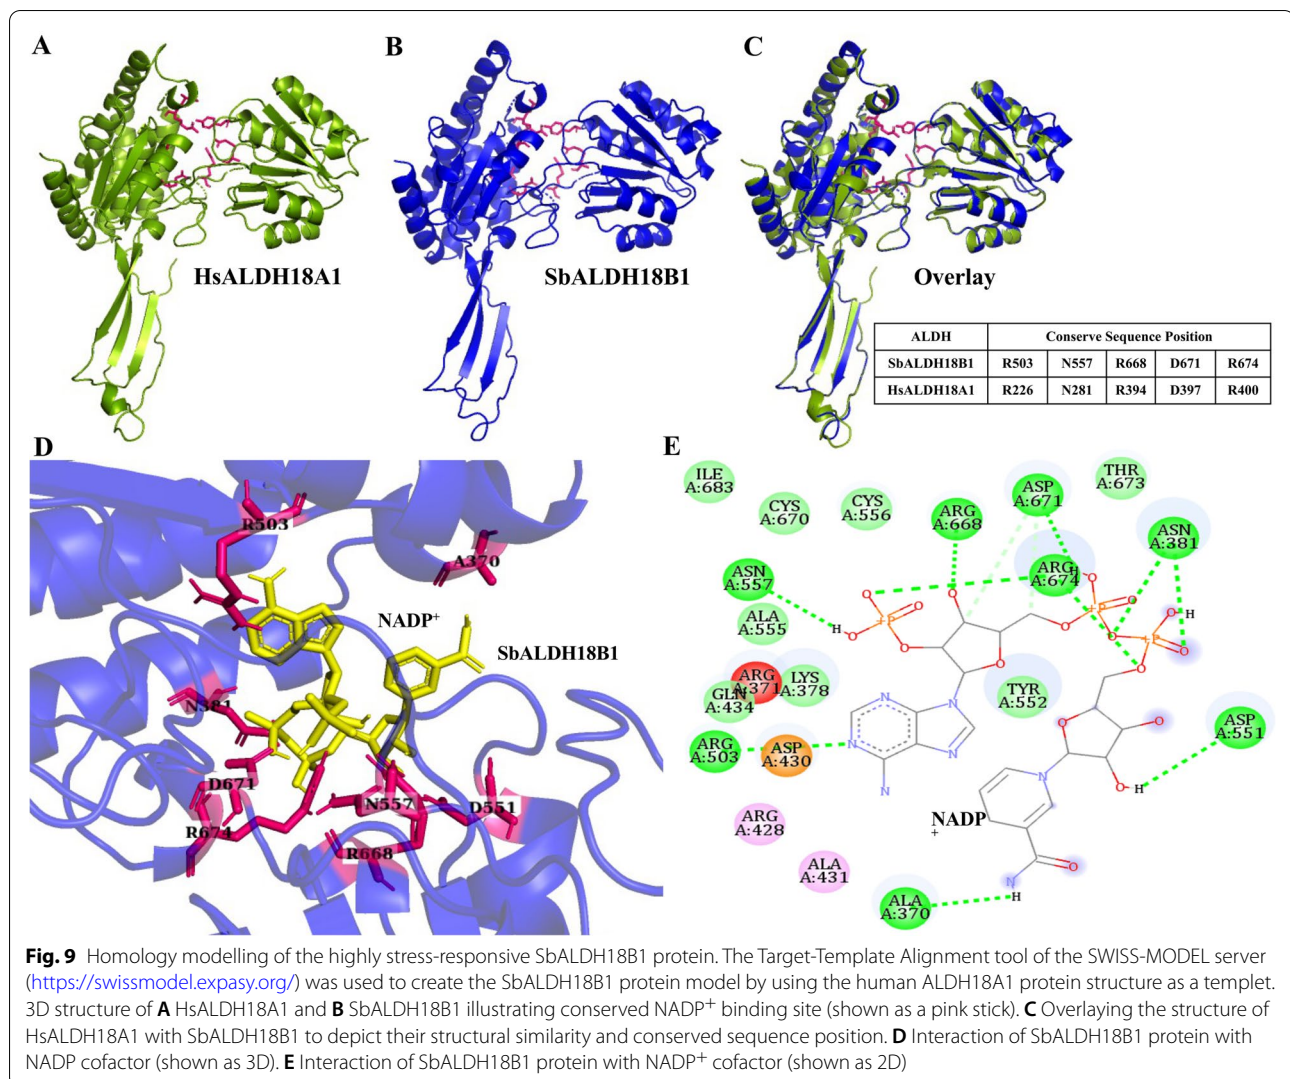 A
B
C
HsALDH18A1
SbALDH18B1
Overlay
ALDH Conserve Sequence Position
SbALDH18B1 R503 N557 R668 D671 R674
HsALDH18A1 R226 N281 R394 D397 R400
D
R503
A370
NADP+
SbALDH18B1
N381
D671
R674
N557
D551
R668
E
ILE
A:683
CYS
A:670
CYS
A:556
ARG
A:668
ASP
A:671
THR
A:673
ASN
A:381
ASN
A:557
ALA
A:555
ARG
A:674
ARG
A:371
LYS
A:378
GLN
A:434
TYR
A:552
ARG
A:503
ASP
A:430
ASP
A:551
ARG
A:428
ALA
A:431
ALA
A:370
NADP
+
Fig. 9 Homology modelling of the highly stress-responsive SbALDH18B1 protein. The Target-Template Alignment tool of the SWISS-MODEL server
(https://swissmodel.expasy.org/) was used to create the SbALDH18B1 protein model by using the human ALDH18A1 protein structure as a templet.
3D structure of A HsALDH18A1 and B SbALDH18B1 illustrating conserved NADP+ binding site (shown as a pink stick). C Overlaying the structure of
HsALDH18A1 with SbALDH18B1 to depict their structural similarity and conserved sequence position. D Interaction of SbALDH18B1 protein with
NADP cofactor (shown as 3D). E Interaction of SbALDH18B1 protein with NADP+ cofactor (shown as 2D)